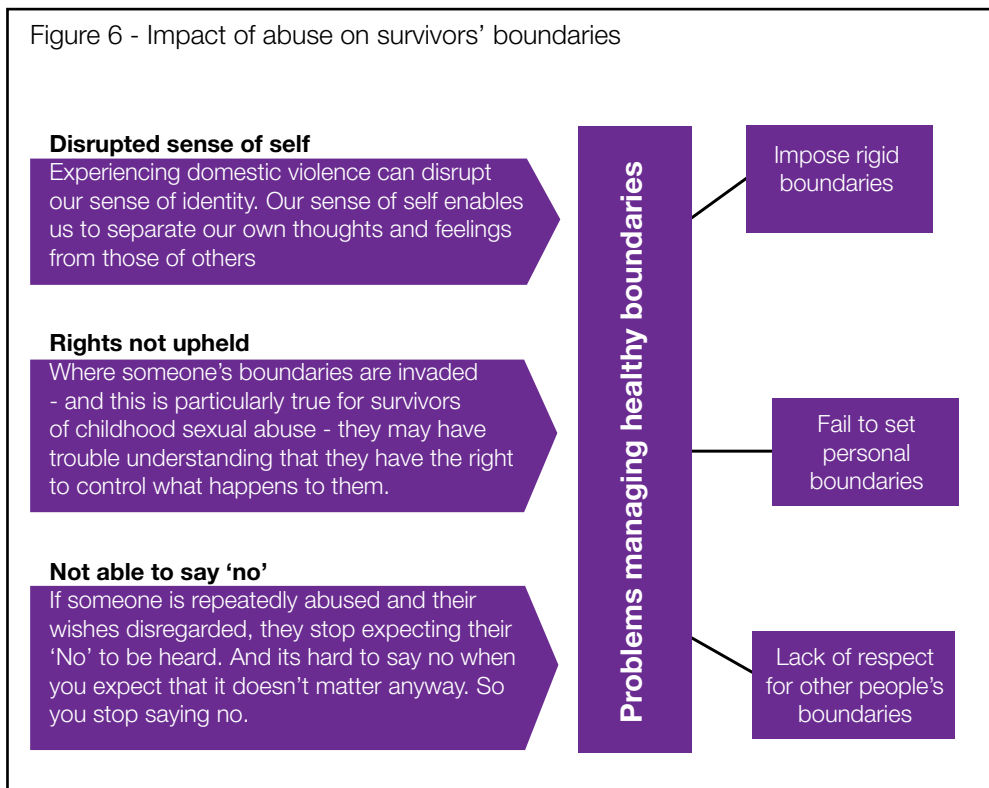 Figure 6 - Impact of abuse on survivors’ boundaries
Disrupted sense of self
Experiencing domestic violence can disrupt
our sense of identity. Our sense of self enables
us to separate our own thoughts and feelings
from those of others
Rights not upheld
Where someone’s boundaries are invaded
- and this is particularly true for survivors
of childhood sexual abuse - they may have
trouble understanding that they have the right
to control what happens to them.
Not able to say ‘no’
If someone is repeatedly abused and their
wishes disregarded, they stop expecting their
‘No’ to be heard. And its hard to say no when
you expect that it doesn’t matter anyway. So
you stop saying no.
Problems managing healthy boundaries
Impose rigid
boundaries
Fail to set
personal
boundaries
Lack of respect
for other people’s
boundaries